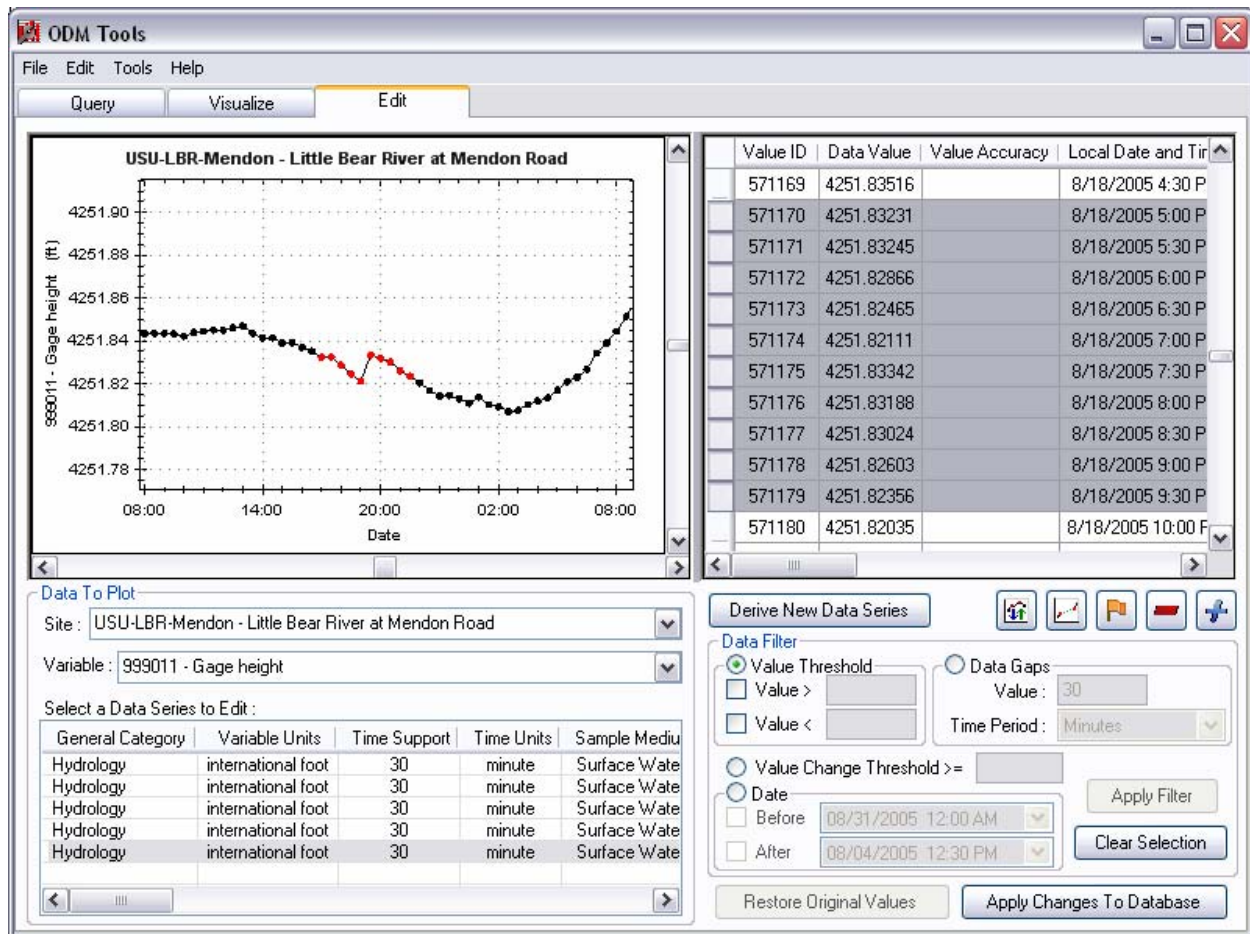 ODM Tools
File Edit Tools Help
Query Visualize Edit
USU-LBR-Mendon - Little Bear River at Mendon Road
999011 - Gage height (ft)
4251.90
4251.88
4251.86
4251.84
4251.82
4251.80
4251.78
08:00 14:00 20:00 02:00 08:00
Date
Value ID Data Value Value Accuracy Local Date and Tir
571169 4251.83516 8/18/2005 4:30 P
571170 4251.83231 8/18/2005 5:00 P
571171 4251.83245 8/18/2005 5:30 P
571172 4251.82866 8/18/2005 6:00 P
571173 4251.82465 8/18/2005 6:30 P
571174 4251.82111 8/18/2005 7:00 P
571175 4251.83342 8/18/2005 7:30 P
571176 4251.83188 8/18/2005 8:00 P
571177 4251.83024 8/18/2005 8:30 P
571178 4251.82603 8/18/2005 9:00 P
571179 4251.82356 8/18/2005 9:30 P
571180 4251.82035 8/18/2005 10:00 F
Data To Plot
Site : USU-LBR-Mendon - Little Bear River at Mendon Road
Variable : 999011 - Gage height
Select a Data Series to Edit :
General Category Variable Units Time Support Time Units Sample Mediu
Hydrology international foot 30 minute Surface Wate
Hydrology international foot 30 minute Surface Wate
Hydrology international foot 30 minute Surface Wate
Hydrology international foot 30 minute Surface Wate
Hydrology international foot 30 minute Surface Wate
Derive New Data Series
Data Filter
Value Threshold
Value >
Value <
Data Gaps
Value : 30
Time Period : Minutes
Value Change Threshold >=
Date
Before 08/31/2005 12:00 AM
After 08/04/2005 12:30 PM
Apply Filter
Clear Selection
Restore Original Values
Apply Changes To Database